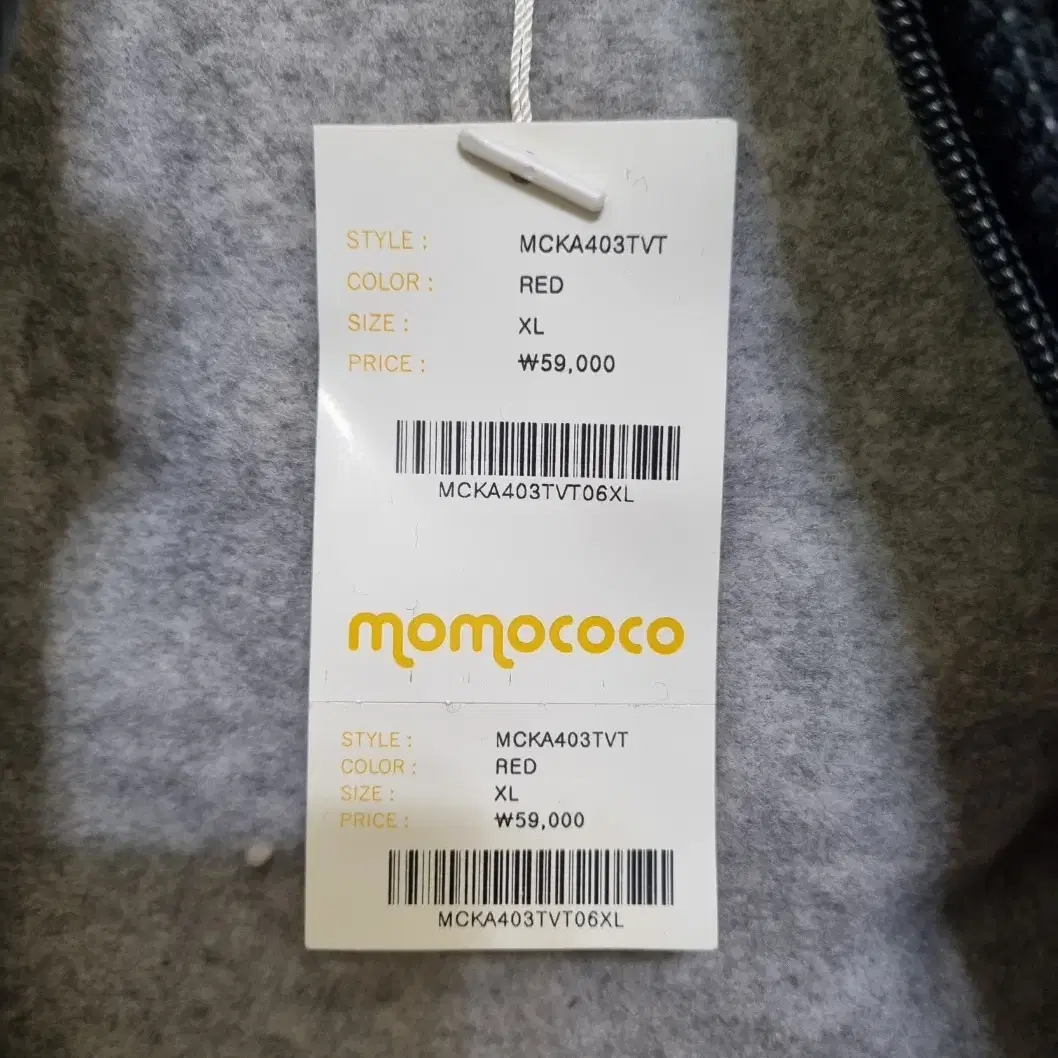 STYLE : MCKA403TVT
COLOR : RED
SIZE : XL
PRICE : ₩59,000
MCKA403TVT06XL
momococo
STYLE : MCKA403TVT
COLOR : RED
SIZE : XL
PRICE : ₩59,000
MCKA403TVT06XL